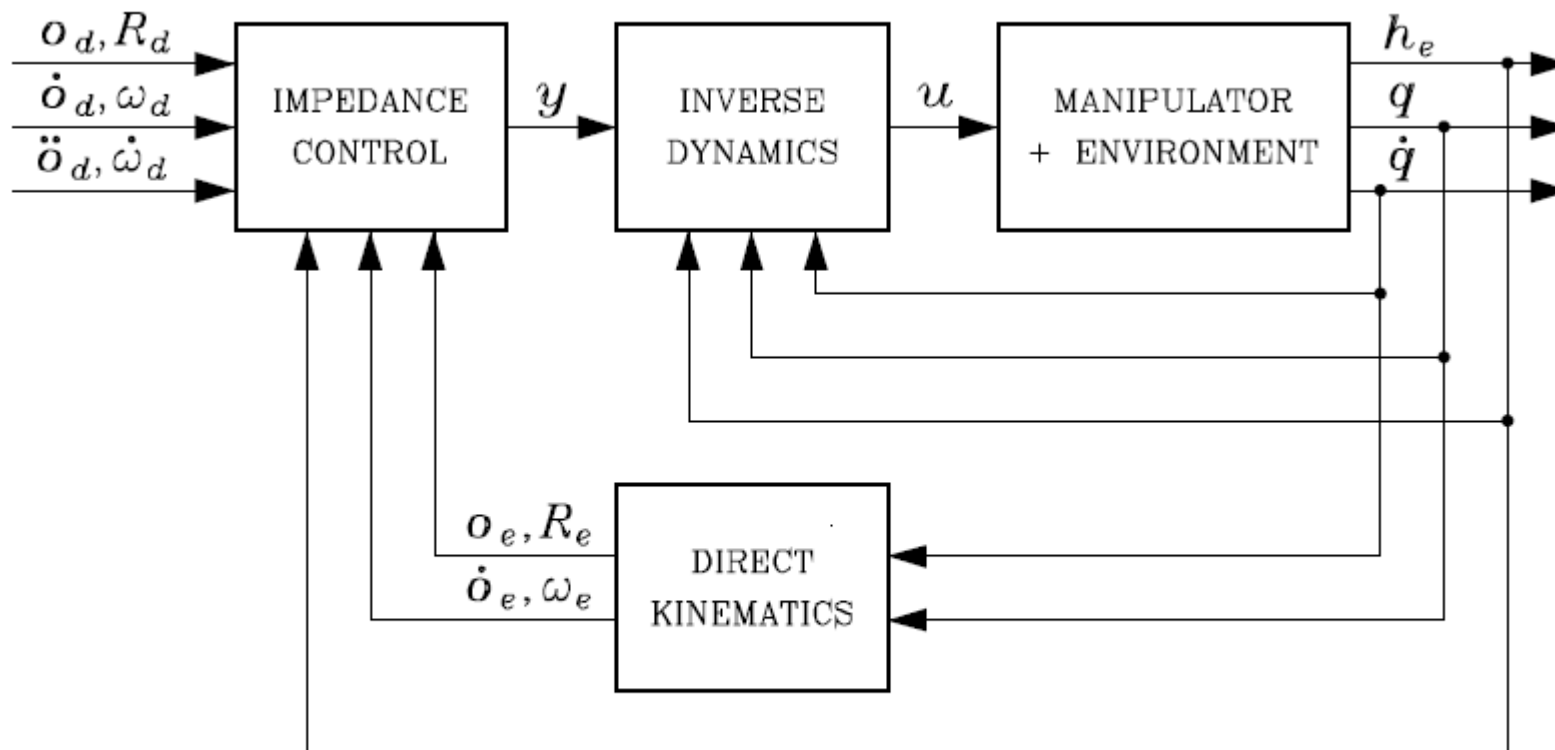 o_d, R_d
ȯ_d, ω_d
ö_d, ω̇_d
IMPEDANCE
CONTROL
y
INVERSE
DYNAMICS
u
MANIPULATOR
+ ENVIRONMENT
h_e
q
q̇
o_e, R_e
ȯ_e, ω_e
DIRECT
KINEMATICS